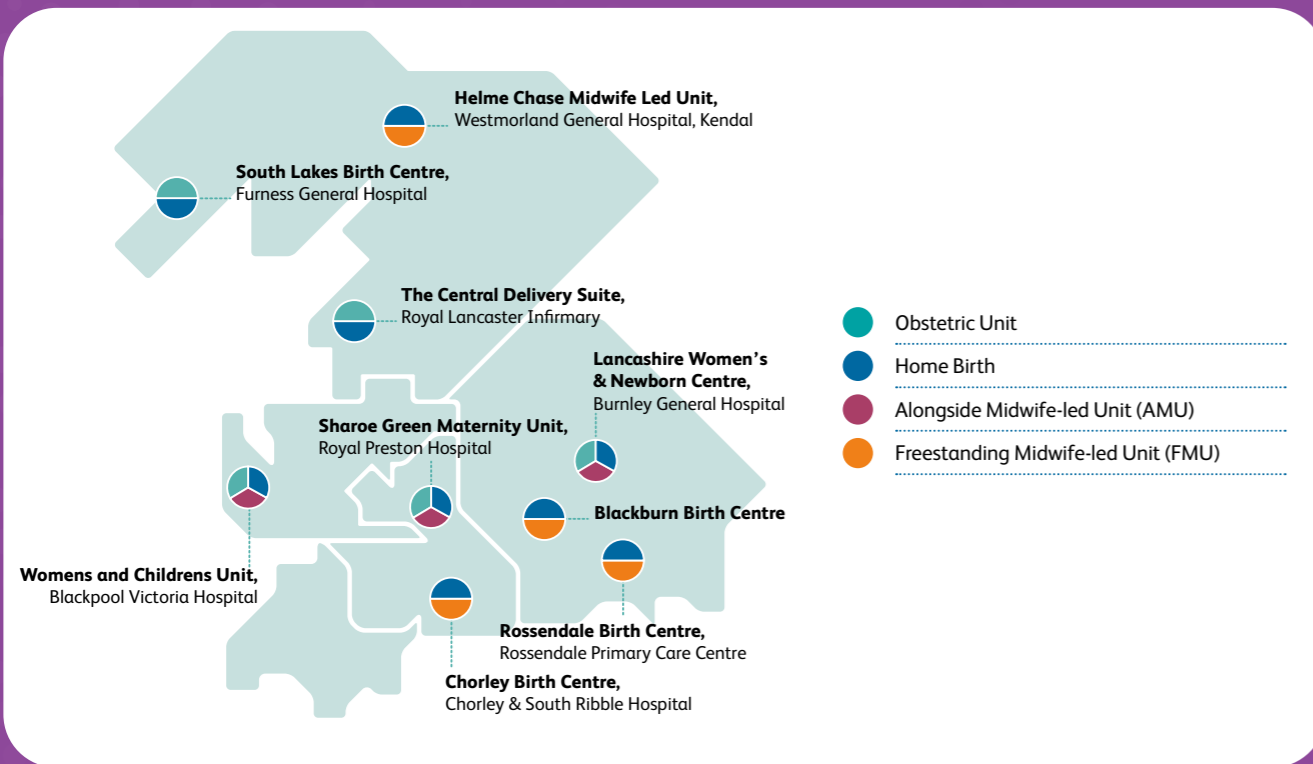 Helme Chase Midwife Led Unit,
Westmorland General Hospital, Kendal
South Lakes Birth Centre,
Furness General Hospital
The Central Delivery Suite,
Royal Lancaster Infirmary
Lancashire Women's
& Newborn Centre,
Burnley General Hospital
Sharoe Green Maternity Unit,
Royal Preston Hospital
Blackburn Birth Centre
Womens and Childrens Unit,
Blackpool Victoria Hospital
Rossendale Birth Centre,
Rossendale Primary Care Centre
Chorley Birth Centre,
Chorley & South Ribble Hospital
Obstetric Unit
Home Birth
Alongside Midwife-led Unit (AMU)
Freestanding Midwife-led Unit (FMU)